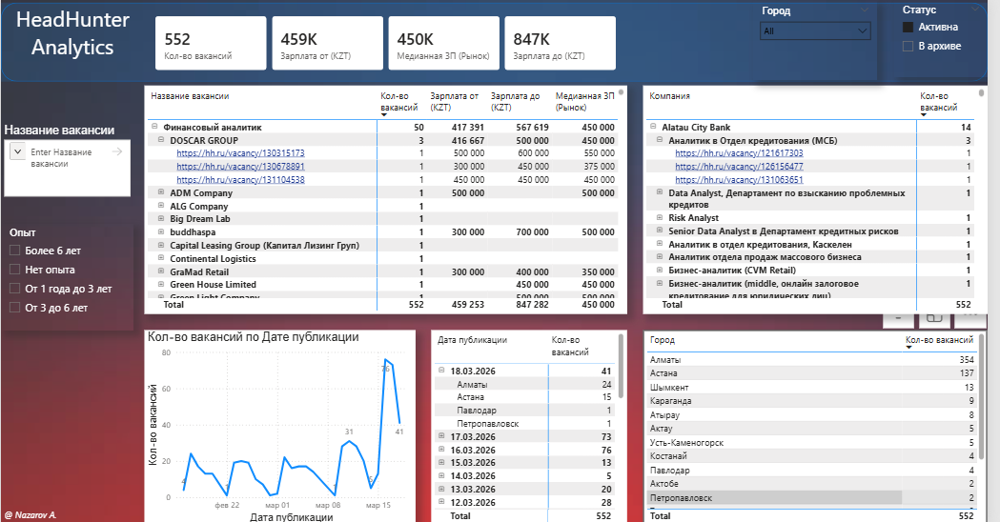 HeadHunter
Analytics
552
Кол-во вакансий
459K
Зарплата от (KZT)
450K
Медианная ЗП (Рынок)
847K
Зарплата до (KZT)
Город
All
Статус
Активна
В архиве
Название вакансии
Enter Название
вакансии
Опыт
Более 6 лет
Нет опыта
От 1 года до 3 лет
От 3 до 6 лет
Название вакансии Кол-во вакансий Зарплата от (KZT) Зарплата до (KZT) Медианная ЗП (Рынок)
Финансовый аналитик 50 417 391 567 619 450 000
DOSCAR GROUP 3 416 667 500 000 450 000
https://hh.ru/vacancy/130315173 1 500 000 600 000 550 000
https://hh.ru/vacancy/130678891 1 300 000 450 000 375 000
https://hh.ru/vacancy/131104538 1 450 000 450 000 450 000
ADM Company 1 500 000 500 000
ALG Company 1
Big Dream Lab 1
buddhaspa 1 300 000 700 000 500 000
Capital Leasing Group (Капитал Лизинг Груп) 1
Continental Logistics 1
GraMad Retail 1 300 000 400 000 350 000
Green House Limited 1 450 000 450 000
Green Light Company 1 500 000 500 000
Total 552 459 253 847 282 450 000
Компания Кол-во вакансий
Alatau City Bank 14
Аналитик в Отдел кредитования (МСБ) 3
https://hh.ru/vacancy/121617303 1
https://hh.ru/vacancy/126156477 1
https://hh.ru/vacancy/131063651 1
Data Analyst, Департамент по взысканию проблемных
кредитов 1
Risk Analyst 1
Senior Data Analyst в Департамент кредитных рисков 1
Аналитик в отдел кредитования, Каскелен 1
Аналитик отдела продаж массового бизнеса 1
Бизнес-аналитик (CVM Retail) 1
Бизнес-аналитик (middle, онлайн залоговое
кредитование для юридических лиц) 1
Total 552
Кол-во вакансий по Дате публикации
Кол-во вакансий
80
60
40
20
0
4
1
31
1
5
76
41
фев 22 мар 01 мар 08 мар 15
Дата публикации
Дата публикации Кол-во вакансий
18.03.2026 41
Алматы 24
Астана 15
Павлодар 1
Петропавловск 1
17.03.2026 73
16.03.2026 76
15.03.2026 13
14.03.2026 5
13.03.2026 20
12.03.2026 28
Total 552
Город Кол-во вакансий
Алматы 354
Астана 137
Шымкент 13
Караганда 9
Атырау 8
Актау 5
Усть-Каменогорск 5
Костанай 4
Павлодар 4
Актобе 2
Петропавловск 2
Total 552
@ Nazarov A.